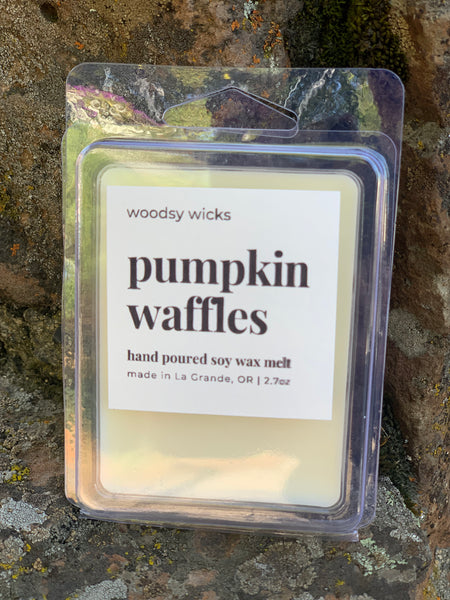 woodsy wicks
pumpkin
waffles
hand poured soy wax melt
made in La Grande, OR | 2.7oz